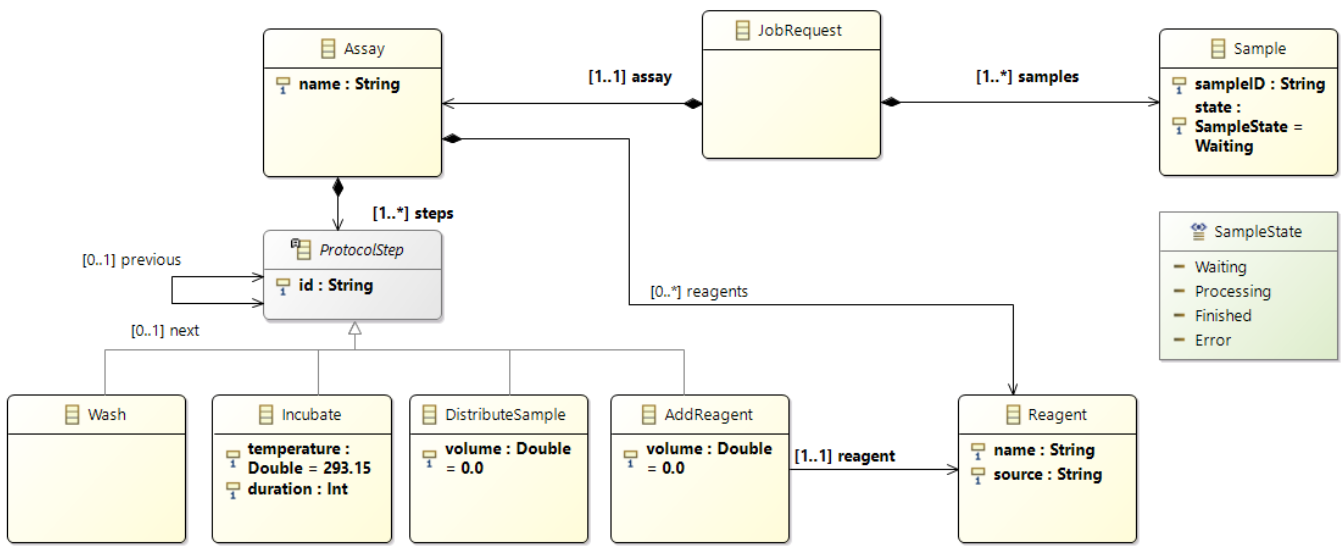 Assay
name : String
[1..1] assay
JobRequest
[1..*] samples
Sample
sampleID : String
state :
SampleState =
Waiting
[1..*] steps
ProtocolStep
id : String
[0..1] previous
[0..1] next
[0..*] reagents
SampleState
Waiting
Processing
Finished
Error
Wash
Incubate
temperature :
Double = 293.15
duration : Int
DistributeSample
volume : Double
= 0.0
AddReagent
volume : Double
= 0.0
[1..1] reagent
Reagent
name : String
source : String